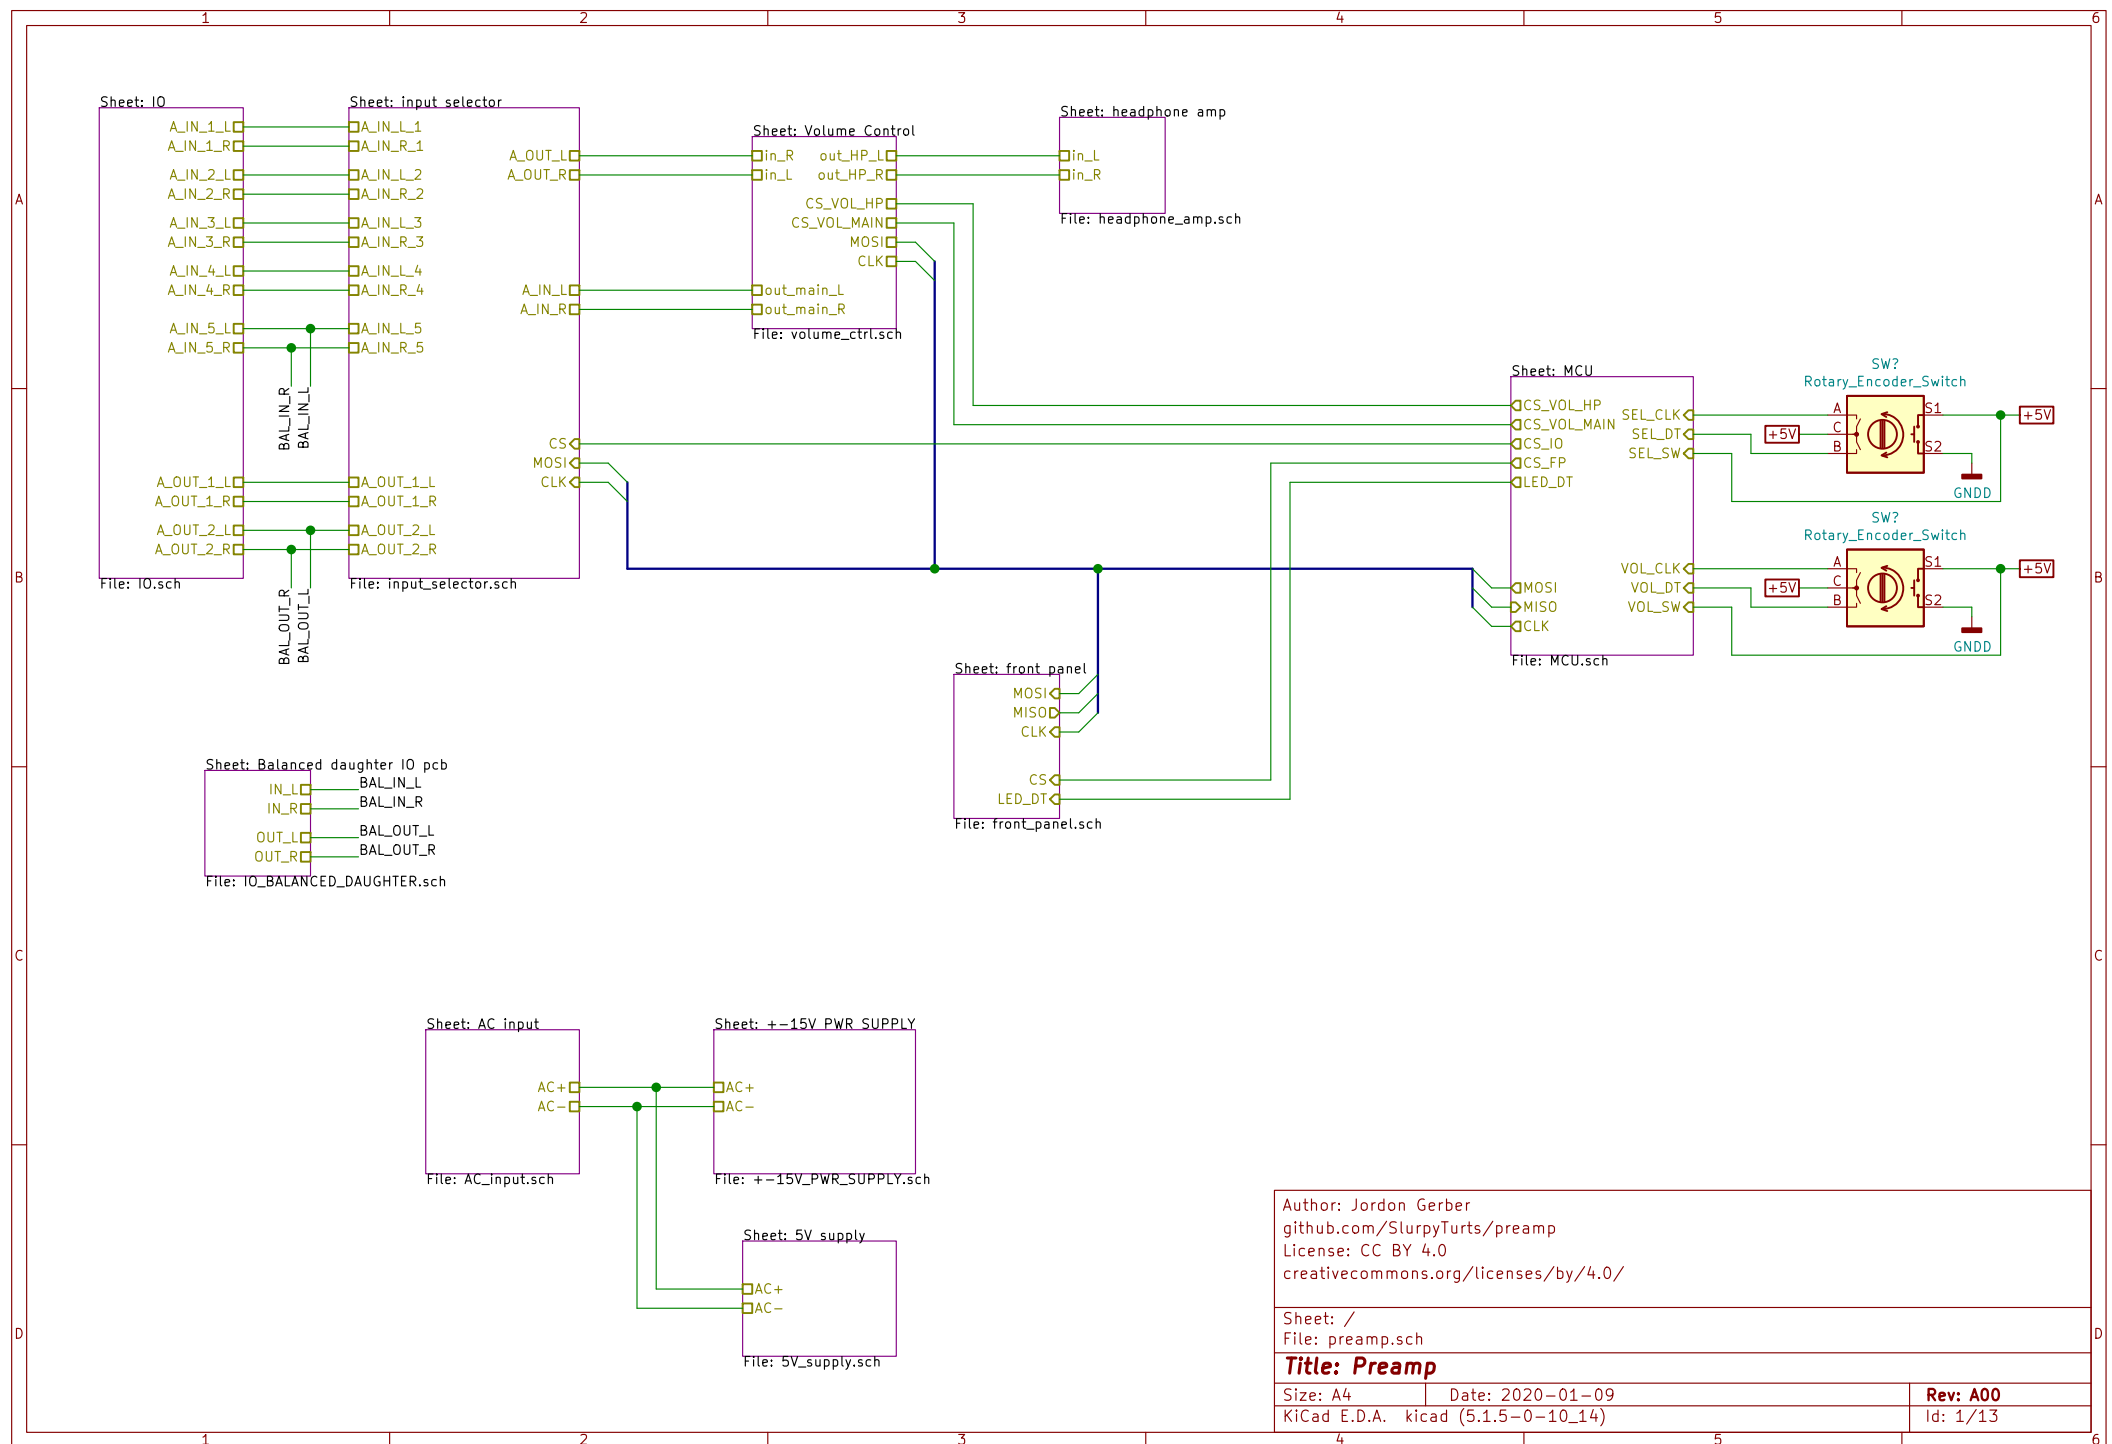 1 2 3 4 5 6
A
B
C
D
A
B
C
D
1 2 3 4 5 6
Sheet: IO
A_IN_1_L
A_IN_1_R
A_IN_2_L
A_IN_2_R
A_IN_3_L
A_IN_3_R
A_IN_4_L
A_IN_4_R
A_IN_5_L
A_IN_5_R
A_OUT_1_L
A_OUT_1_R
A_OUT_2_L
A_OUT_2_R
File: IO.sch
BAL_IN_R
BAL_IN_L
BAL_OUT_R
BAL_OUT_L
Sheet: input selector
A_IN_L_1
A_IN_R_1
A_IN_L_2
A_IN_R_2
A_IN_L_3
A_IN_R_3
A_IN_L_4
A_IN_R_4
A_IN_L_5
A_IN_R_5
A_OUT_1_L
A_OUT_1_R
A_OUT_2_L
A_OUT_2_R
A_OUT_L
A_OUT_R
A_IN_L
A_IN_R
CS
MOSI
CLK
File: input_selector.sch
Sheet: Volume Control
in_R
in_L
out_HP_L
out_HP_R
CS_VOL_HP
CS_VOL_MAIN
MOSI
CLK
out_main_L
out_main_R
File: volume_ctrl.sch
Sheet: headphone amp
in_L
in_R
File: headphone_amp.sch
Sheet: MCU
CS_VOL_HP
CS_VOL_MAIN
CS_IO
CS_FP
LED_DT
MOSI
MISO
CLK
SEL_CLK
SEL_DT
SEL_SW
VOL_CLK
VOL_DT
VOL_SW
File: MCU.sch
SW?
Rotary_Encoder_Switch
A
C
B
S1
S2
+5V
+5V
GNDD
SW?
Rotary_Encoder_Switch
A
C
B
S1
S2
+5V
+5V
GNDD
Sheet: front panel
MOSI
MISO
CLK
CS
LED_DT
File: front_panel.sch
Sheet: Balanced daughter IO pcb
IN_L
IN_R
OUT_L
OUT_R
BAL_IN_L
BAL_IN_R
BAL_OUT_L
BAL_OUT_R
File: IO_BALANCED_DAUGHTER.sch
Sheet: AC input
AC+
AC-
File: AC_input.sch
Sheet: +-15V PWR SUPPLY
AC+
AC-
File: +-15V_PWR_SUPPLY.sch
Sheet: 5V supply
AC+
AC-
File: 5V_supply.sch
Author: Jordon Gerber
github.com/SlurpyTurts/preamp
License: CC BY 4.0
creativecommons.org/licenses/by/4.0/
Sheet: /
File: preamp.sch
Title: Preamp
Size: A4 Date: 2020-01-09 Rev: A00
KiCad E.D.A. kicad (5.1.5-0-10_14) Id: 1/13